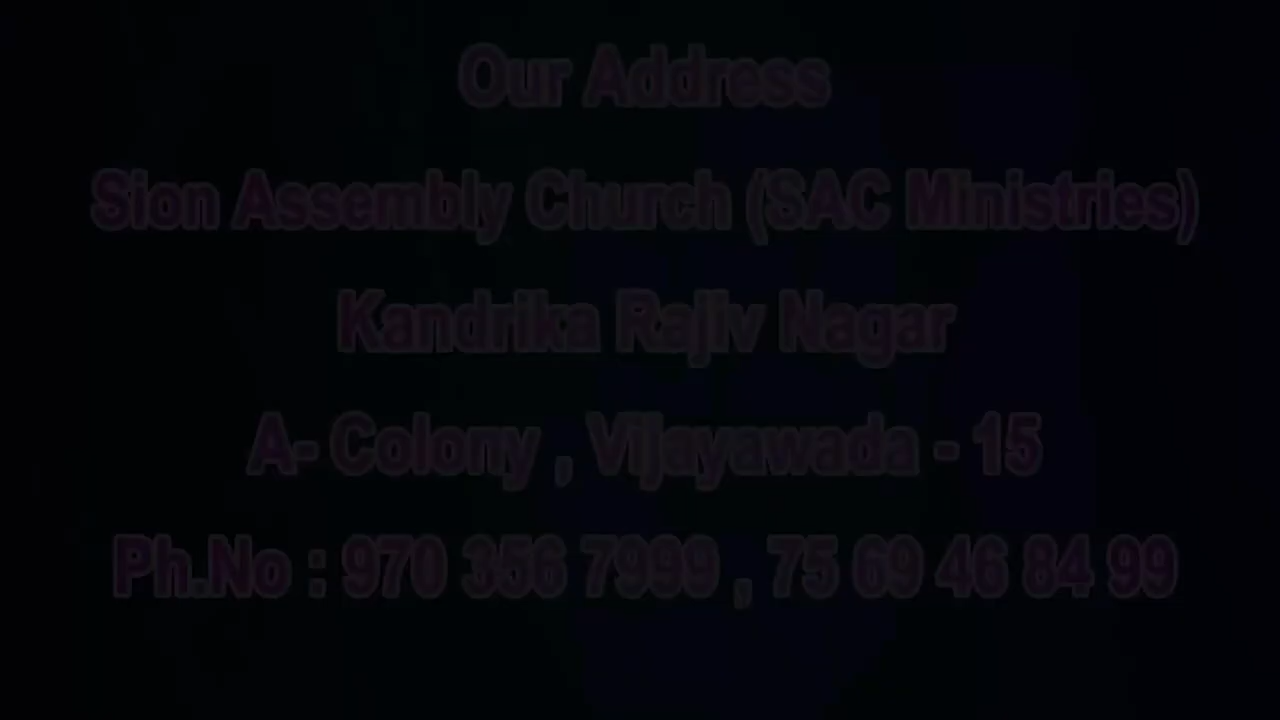 Our Address
Sion Assembly Church (SAC Ministries)
Kandrika Rajiv Nagar
A- Colony , Vijayawada - 15
Ph.No : 970 356 7999 , 75 69 46 84 99